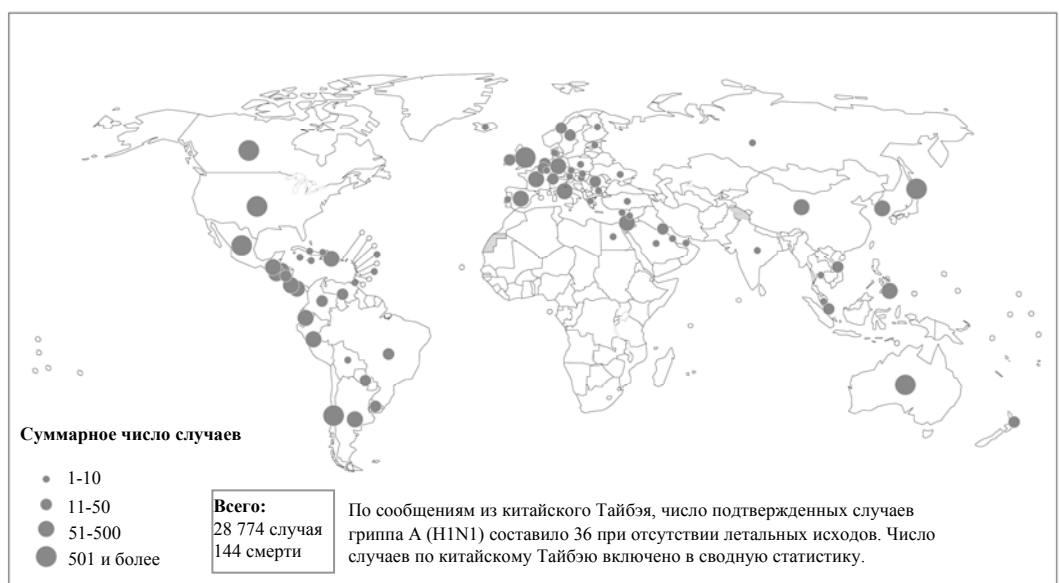 Суммарное число случаев
1-10
11-50
51-500
501 и более
Всего:
28 774 случая
144 смерти
По сообщениям из китайского Тайбэя, число подтвержденных случаев
гриппа A (H1N1) составило 36 при отсутствии летальных исходов. Число
случаев по китайскому Тайбэю включено в сводную статистику.